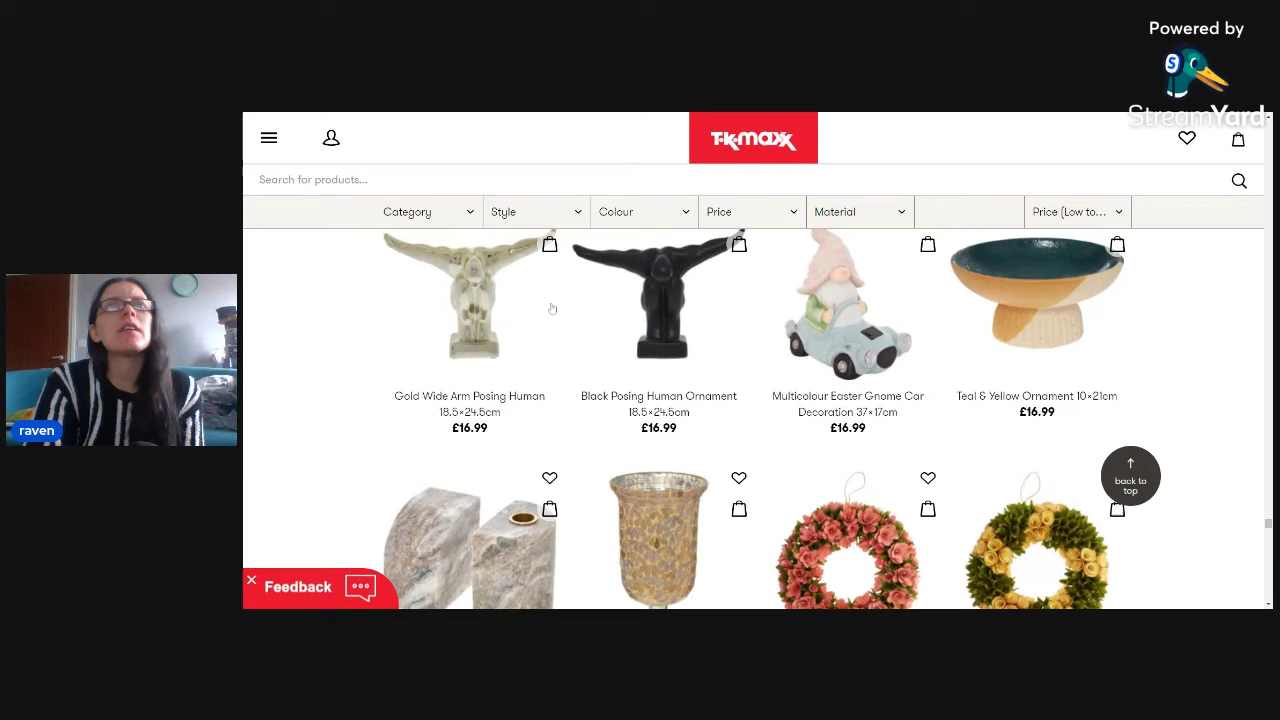 Powered by
S
StreamYard
TK maxx
Search for products...
Category
Style
Colour
Price
Material
Price (Low to...
Gold Wide Arm Posing Human
18.5×24.5cm
£16.99
Black Posing Human Ornament
18.5×24.5cm
£16.99
Multicolour Easter Gnome Car
Decoration 37×17cm
£16.99
Teal & Yellow Ornament 10×21cm
£16.99
raven
↑
back to
top
× Feedback